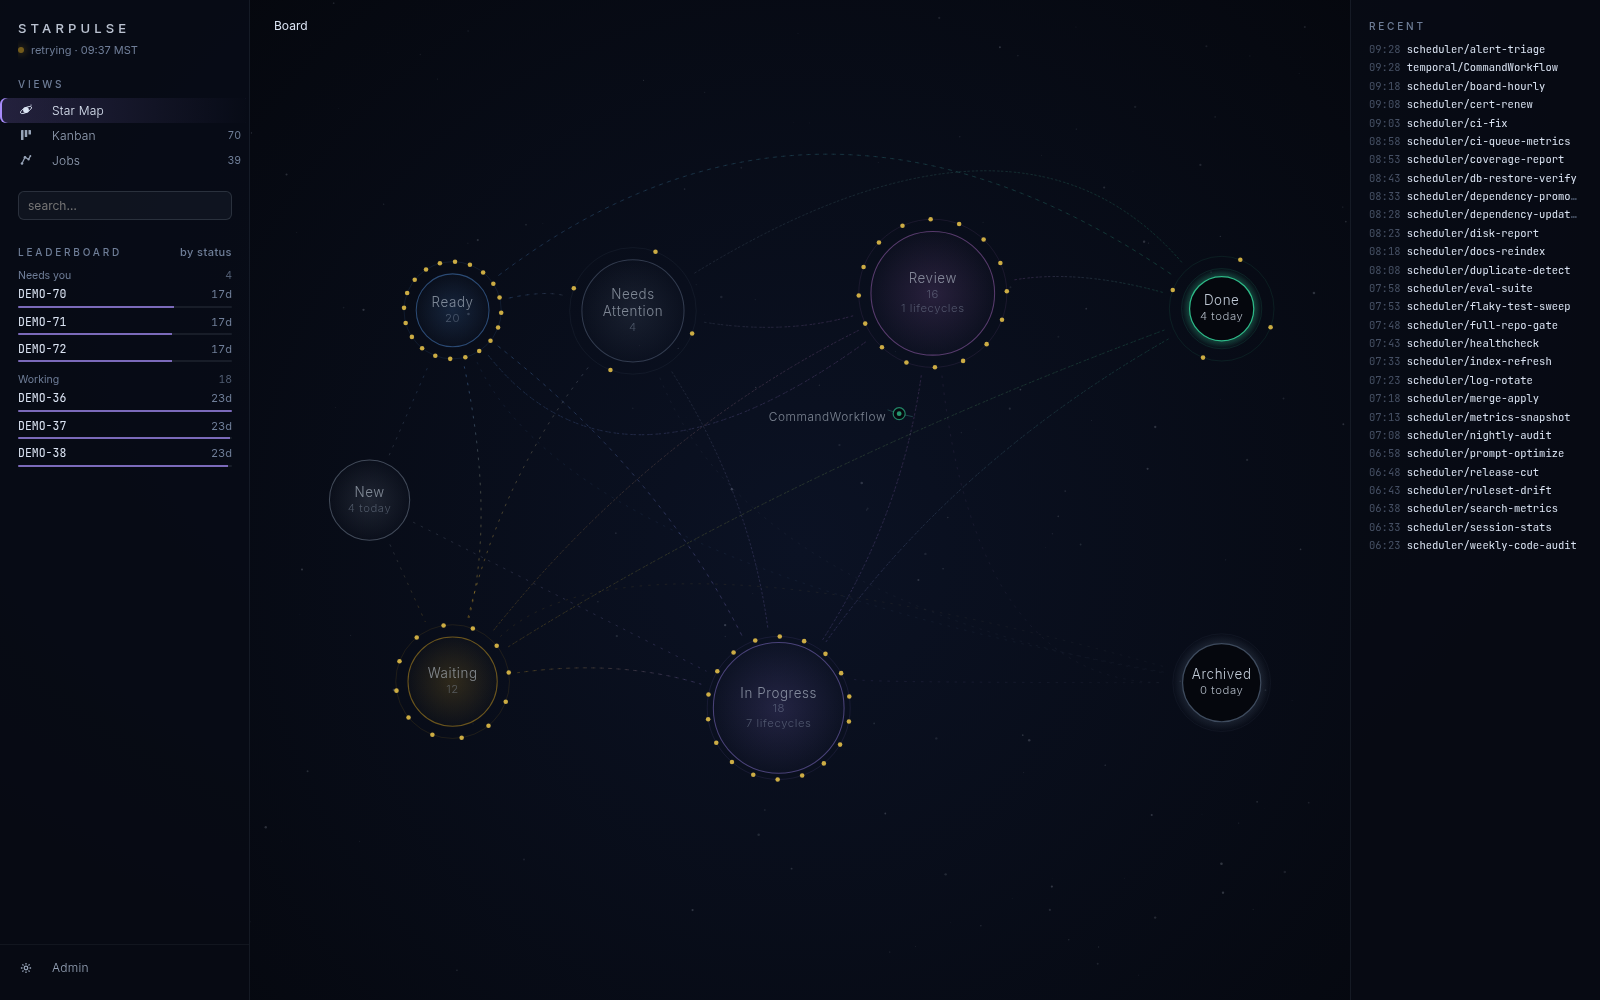 STARPULSE
retrying · 09:37 MST
VIEWS
Star Map
Kanban 70
Jobs 39
search...
LEADERBOARD by status
Needs you 4
DEMO-70 17d
DEMO-71 17d
DEMO-72 17d
Working 18
DEMO-36 23d
DEMO-37 23d
DEMO-38 23d
Admin
Board
Ready
20
Needs
Attention
4
Review
16
1 lifecycles
Done
4 today
CommandWorkflow
New
4 today
Waiting
12
In Progress
18
7 lifecycles
Archived
0 today
RECENT
09:28 scheduler/alert-triage
09:28 temporal/CommandWorkflow
09:18 scheduler/board-hourly
09:08 scheduler/cert-renew
09:03 scheduler/ci-fix
08:58 scheduler/ci-queue-metrics
08:53 scheduler/coverage-report
08:43 scheduler/db-restore-verify
08:33 scheduler/dependency-promo…
08:28 scheduler/dependency-updat…
08:23 scheduler/disk-report
08:18 scheduler/docs-reindex
08:08 scheduler/duplicate-detect
07:58 scheduler/eval-suite
07:53 scheduler/flaky-test-sweep
07:48 scheduler/full-repo-gate
07:43 scheduler/healthcheck
07:33 scheduler/index-refresh
07:23 scheduler/log-rotate
07:18 scheduler/merge-apply
07:13 scheduler/metrics-snapshot
07:08 scheduler/nightly-audit
06:58 scheduler/prompt-optimize
06:48 scheduler/release-cut
06:43 scheduler/ruleset-drift
06:38 scheduler/search-metrics
06:33 scheduler/session-stats
06:23 scheduler/weekly-code-audit